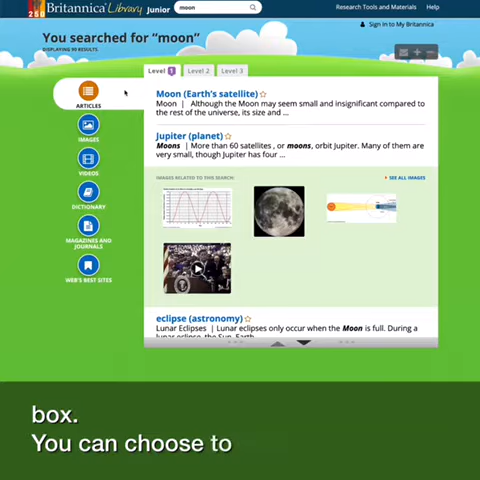 Britannica Library Junior
moon
Research Tools and Materials Help
Sign in to My Britannica
You searched for “moon”
DISPLAYING 90 RESULTS.
Level 1 Level 2 Level 3
ARTICLES
IMAGES
VIDEOS
DICTIONARY
MAGAZINES AND
JOURNALS
WEB'S BEST SITES
Moon (Earth's satellite)
Moon | Although the Moon may seem small and insignificant compared to
the rest of the universe, its size and ...
Jupiter (planet)
Moons | More than 60 satellites , or moons, orbit Jupiter. Many of them are
very small, though Jupiter has four ...
IMAGES RELATED TO THIS SEARCH:
SEE ALL IMAGES
eclipse (astronomy)
Lunar Eclipses | Lunar eclipses only occur when the Moon is full. During a
lunar eclipse, the Sun, Earth,
box.
You can choose to